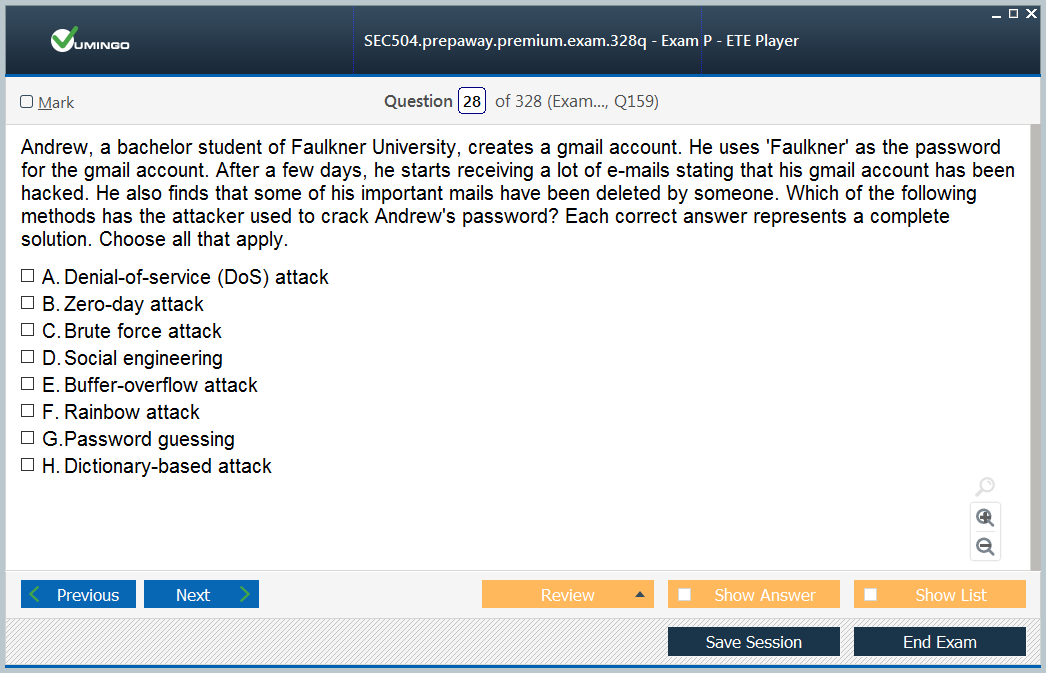 UMINGO
SEC504.prepaway.premium.exam.328q - Exam P - ETE Player
Mark
Question 28 of 328 (Exam..., Q159)
Andrew, a bachelor student of Faulkner University, creates a gmail account. He uses 'Faulkner' as the password
for the gmail account. After a few days, he starts receiving a lot of e-mails stating that his gmail account has been
hacked. He also finds that some of his important mails have been deleted by someone. Which of the following
methods has the attacker used to crack Andrew's password? Each correct answer represents a complete
solution. Choose all that apply.
A. Denial-of-service (DoS) attack
B. Zero-day attack
C. Brute force attack
D. Social engineering
E. Buffer-overflow attack
F. Rainbow attack
G. Password guessing
H. Dictionary-based attack
Previous Next Review Show Answer Show List
Save Session End Exam